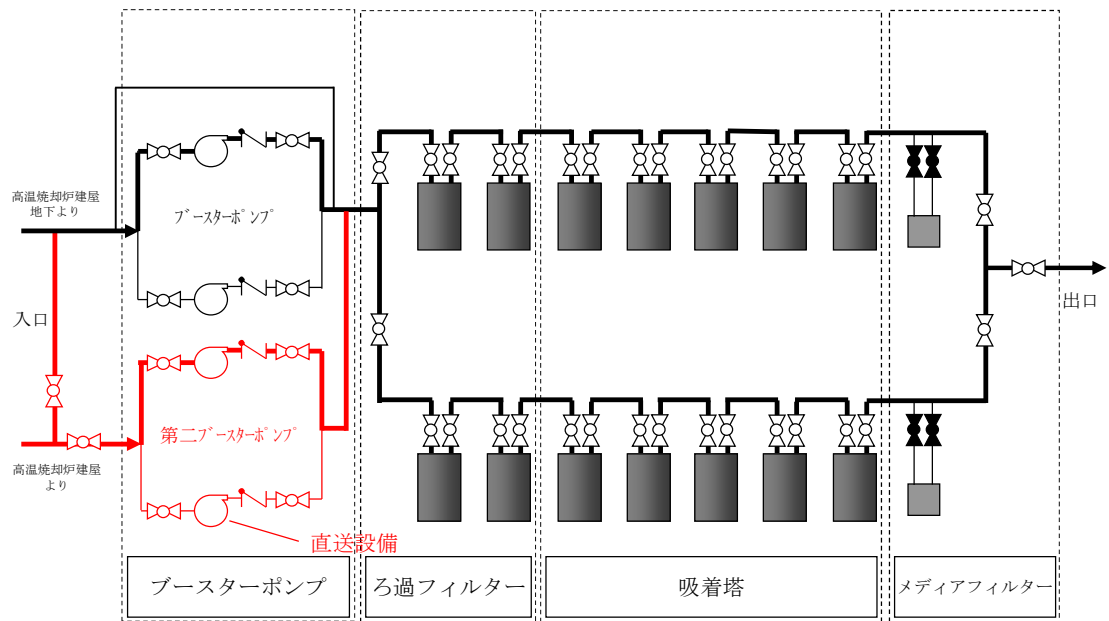 高温焼却炉建屋
地下より
ブースターポンプ
入口
出口
第二ブースターポンプ
高温焼却炉建屋
より
直送設備
ブースターポンプ
ろ過フィルター
吸着塔
メディアフィルター